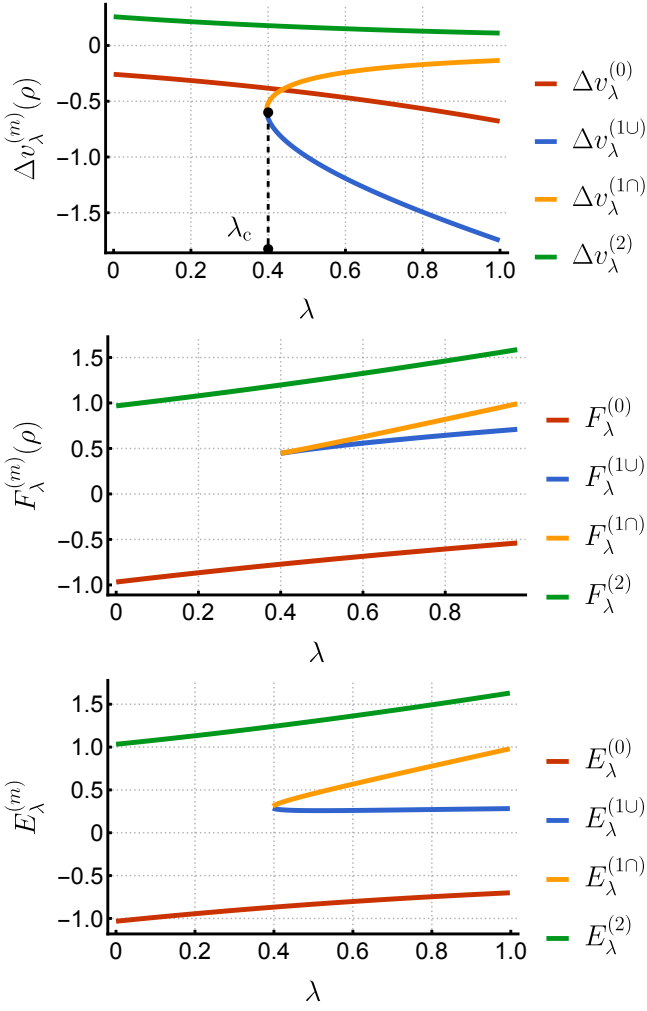 0
−0.5
−1.0
−1.5
Δv_λ^(m)(ρ)
λ_c
0 0.2 0.4 0.6 0.8 1.0
λ
Δv_λ^(0)
Δv_λ^(1∪)
Δv_λ^(1∩)
Δv_λ^(2)
1.5
1.0
0.5
0
−0.5
−1.0
F_λ^(m)(ρ)
0 0.2 0.4 0.6 0.8
λ
F_λ^(0)
F_λ^(1∪)
F_λ^(1∩)
F_λ^(2)
1.5
1.0
0.5
0
−0.5
−1.0
E_λ^(m)
0 0.2 0.4 0.6 0.8 1.0
λ
E_λ^(0)
E_λ^(1∪)
E_λ^(1∩)
E_λ^(2)